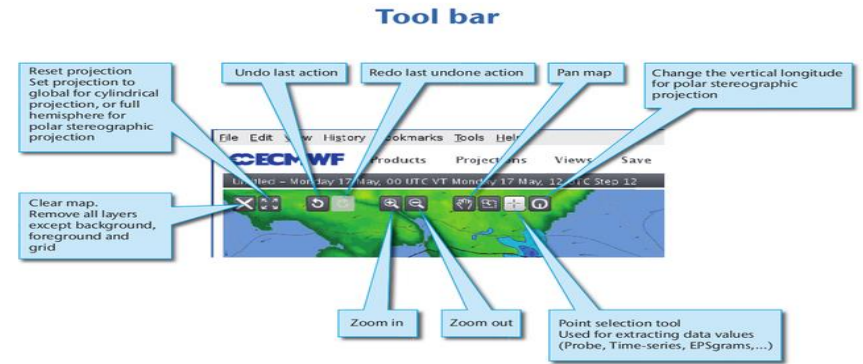 Tool bar
Reset projection
Set projection to
global for cylindrical
projection, or full
hemisphere for
polar stereographic
projection
Undo last action
Redo last undone action
Pan map
Change the vertical longitude
for polar stereographic
projection
File Edit View History Bookmarks Tools Help
ECMWF Products Projections Views Save
Untitled – Monday 17 May, 00 UTC VT Monday 17 May, 12 UTC Step 12
Clear map.
Remove all layers
except background,
foreground and
grid
Zoom in
Zoom out
Point selection tool
Used for extracting data values
(Probe, Time-series, EPSgrams,...)